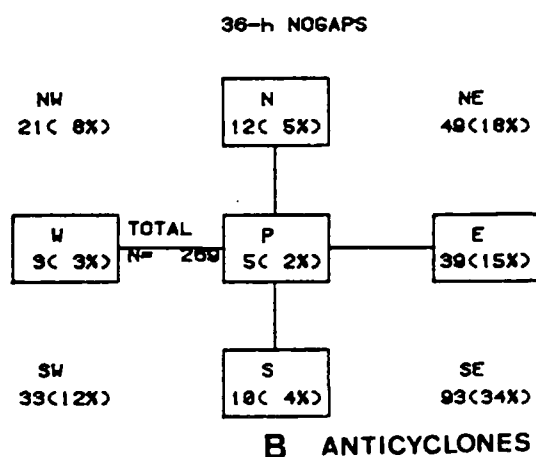 36-h NOGAPS
NW N NE
21( 8%) 12( 5%) 49(18%)
W TOTAL P E
9( 3%) N= 269 5( 2%) 39(15%)
SW S SE
33(12%) 10( 4%) 93(34%)
B ANTICYCLONES